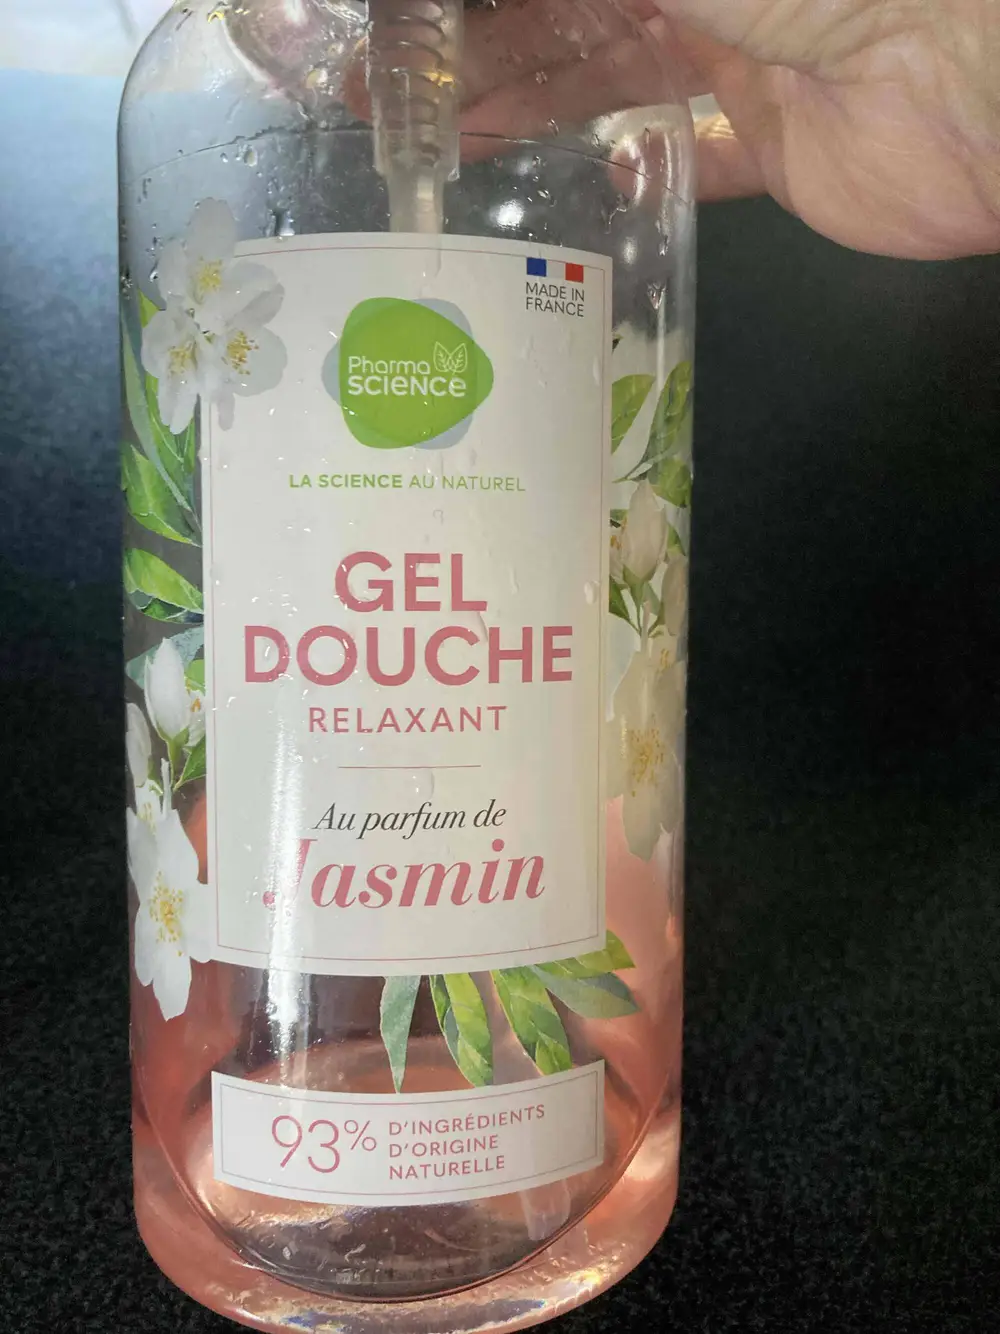 MADE IN
FRANCE
Pharma
SCIENCE
LA SCIENCE AU NATUREL
GEL
DOUCHE
RELAXANT
Au parfum de
Jasmin
93% D'INGRÉDIENTS
D'ORIGINE
NATURELLE